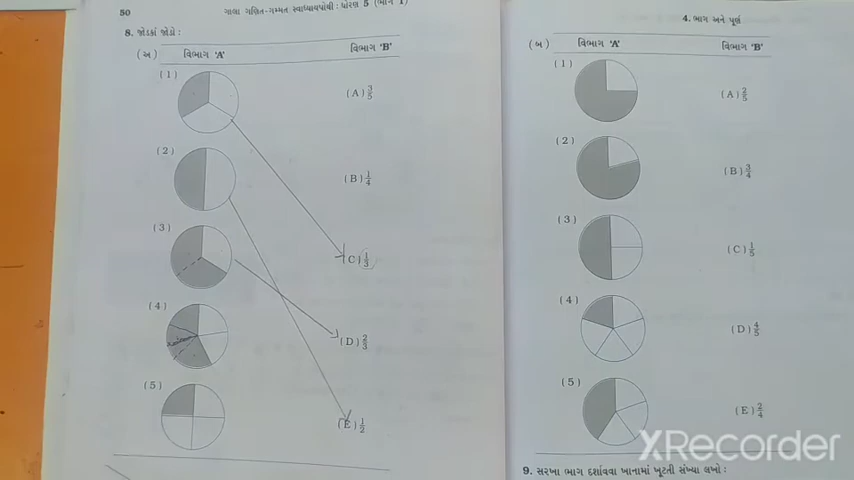 50
ગાલા ગણિત-ગમ્મત સ્વાધ્યાયપોથી : ધોરણ 5 (ભાગ 1)
8. જોડકાં જોડો :
(અ) વિભાગ ‘A’ વિભાગ ‘B’
(1)
(A) 3/5
(2)
(B) 1/4
(3)
(C) 1/3
(4)
(D) 2/3
(5)
(E) 1/2
4. ભાગ અને પૂર્ણ
(બ) વિભાગ ‘A’ વિભાગ ‘B’
(1)
(A) 2/5
(2)
(B) 3/4
(3)
(C) 1/5
(4)
(D) 4/5
(5)
(E) 2/4
9. સરખા ભાગ દર્શાવવા ખાનામાં ખૂટતી સંખ્યા લખો :
XRecorder